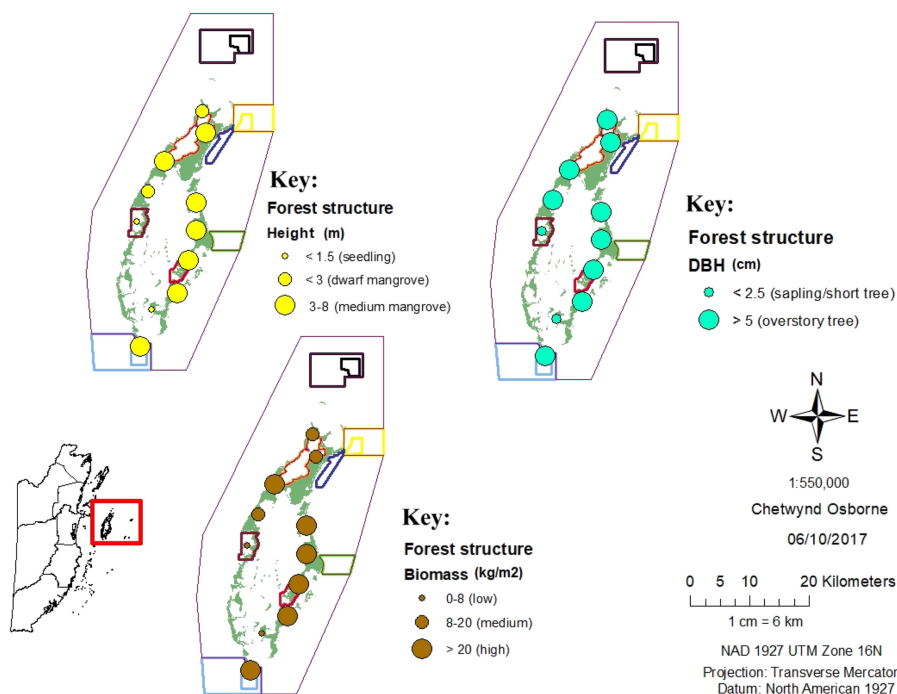 Key:
Forest structure
Height (m)
< 1.5 (seedling)
< 3 (dwarf mangrove)
3-8 (medium mangrove)
Key:
Forest structure
DBH (cm)
< 2.5 (sapling/short tree)
> 5 (overstory tree)
Key:
Forest structure
Biomass (kg/m2)
0-8 (low)
8-20 (medium)
> 20 (high)
N
W E
S
1:550,000
Chetwynd Osborne
06/10/2017
0 5 10 20 Kilometers
1 cm = 6 km
NAD 1927 UTM Zone 16N
Projection: Transverse Mercator
Datum: North American 1927